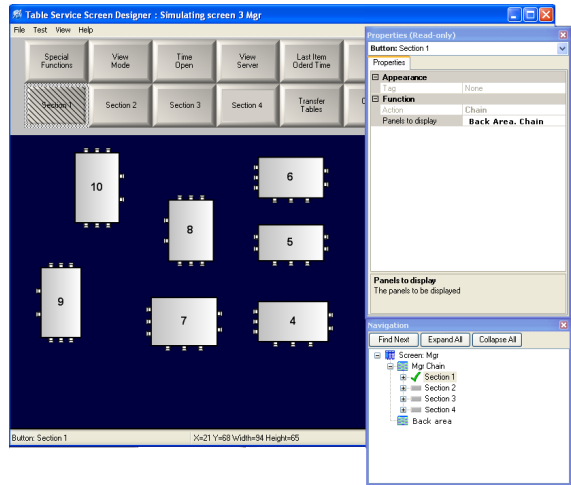 Table Service Screen Designer : Simulating screen 3 Mgr
File Test View Help
Special Functions
View Mode
Time Open
View Server
Last Item Oderd Time
Section 1
Section 2
Section 3
Section 4
Transfer Tables
10
6
8
5
9
7
4
Button: Section 1
X=21 Y=68 Width=94 Height=65
Properties (Read-only)
Button: Section 1
Properties
Appearance
Tag None
Function
Action Chain
Panels to display Back Area, Chain
Panels to display
The panels to be displayed
Navigation
Find Next Expand All Collapse All
Screen: Mgr
Mgr Chain
Section 1
Section 2
Section 3
Section 4
Back area